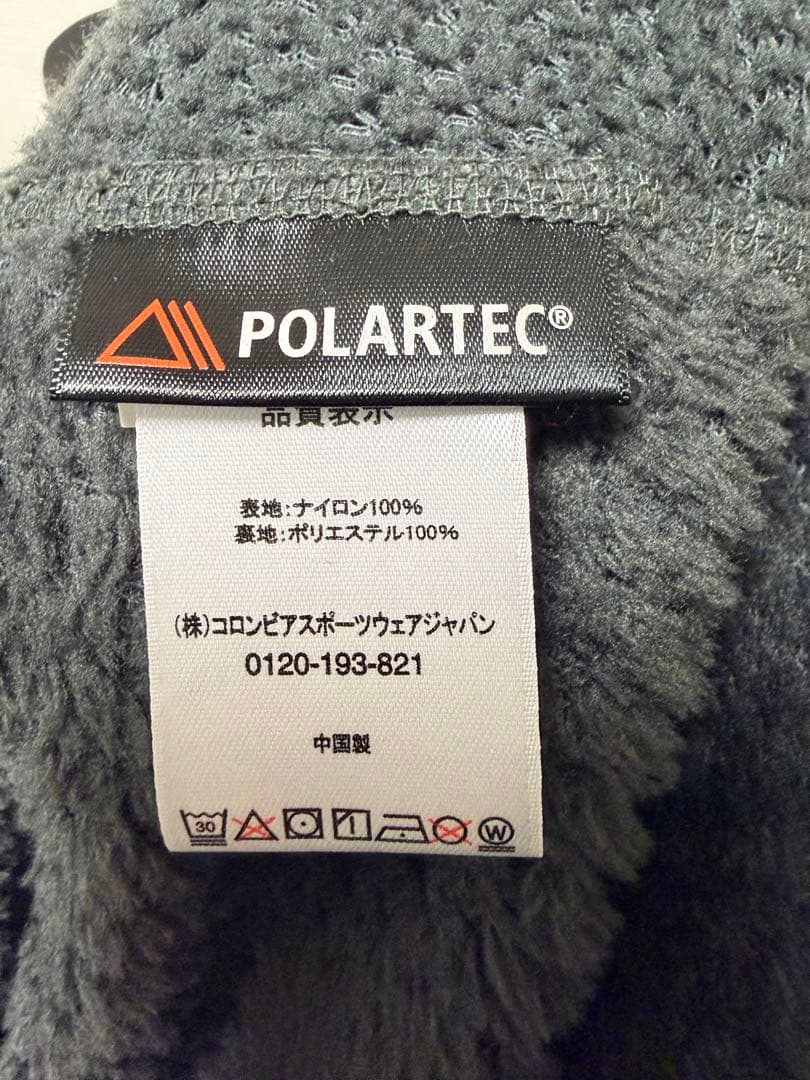 POLARTEC®
品質表示
表地:ナイロン100%
裏地:ポリエステル100%
(株)コロンビアスポーツウェアジャパン
0120-193-821
中国製
30
W